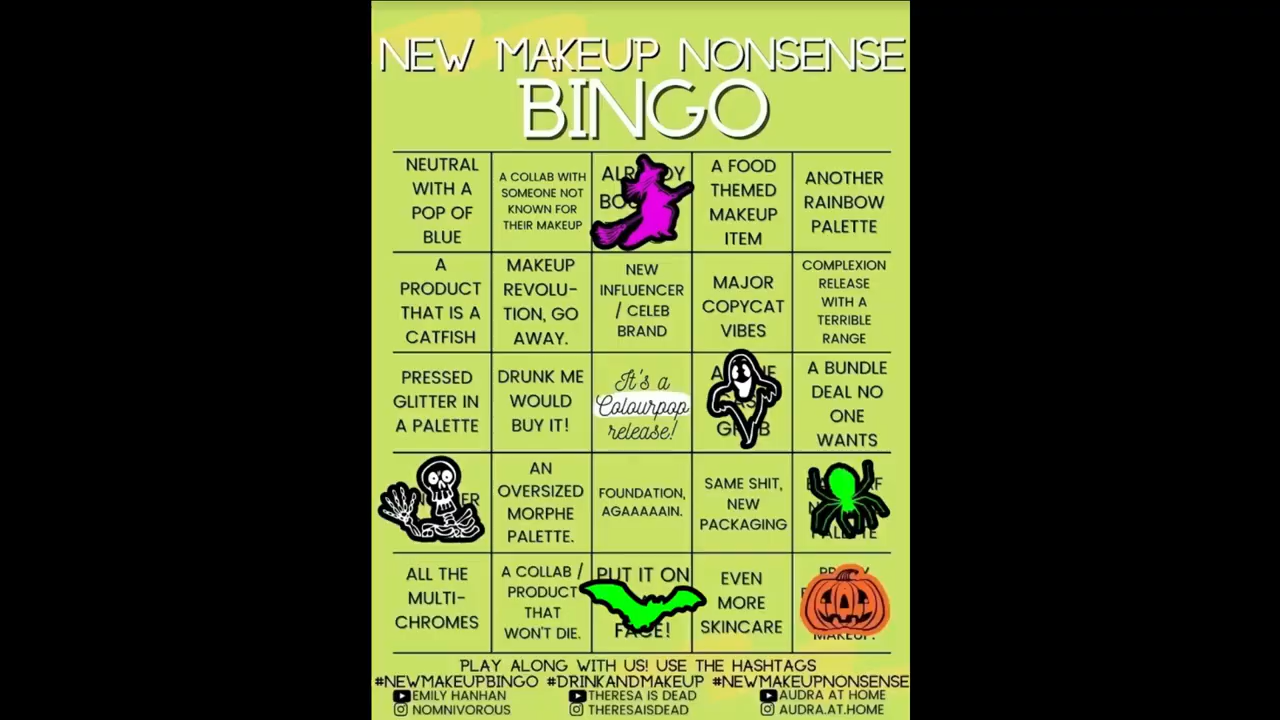 NEW MAKEUP NONSENSE
BINGO
NEUTRAL
WITH A
POP OF
BLUE
A COLLAB WITH
SOMEONE NOT
KNOWN FOR
THEIR MAKEUP
A FOOD
THEMED
MAKEUP
ITEM
ANOTHER
RAINBOW
PALETTE
A
PRODUCT
THAT IS A
CATFISH
MAKEUP
REVOLU-
TION, GO
AWAY.
NEW
INFLUENCER
/ CELEB
BRAND
MAJOR
COPYCAT
VIBES
COMPLEXION
RELEASE
WITH A
TERRIBLE
RANGE
PRESSED
GLITTER IN
A PALETTE
DRUNK ME
WOULD
BUY IT!
It's a
Colourpop
release!
A BUNDLE
DEAL NO
ONE
WANTS
AN
OVERSIZED
MORPHE
PALETTE.
FOUNDATION,
AGAAAAAIN.
SAME SHIT,
NEW
PACKAGING
PALETTE
ALL THE
MULTI-
CHROMES
A COLLAB /
PRODUCT
THAT
WON'T DIE.
PUT IT ON
FACE!
EVEN
MORE
SKINCARE
MAKEUP.
PLAY ALONG WITH US! USE THE HASHTAGS
#NEWMAKEUPBINGO #DRINKANDMAKEUP #NEWMAKEUPNONSENSE
EMILY HANHAN THERESA IS DEAD AUDRA AT HOME
NOMNIVOROUS THERESAISDEAD AUDRA.AT.HOME